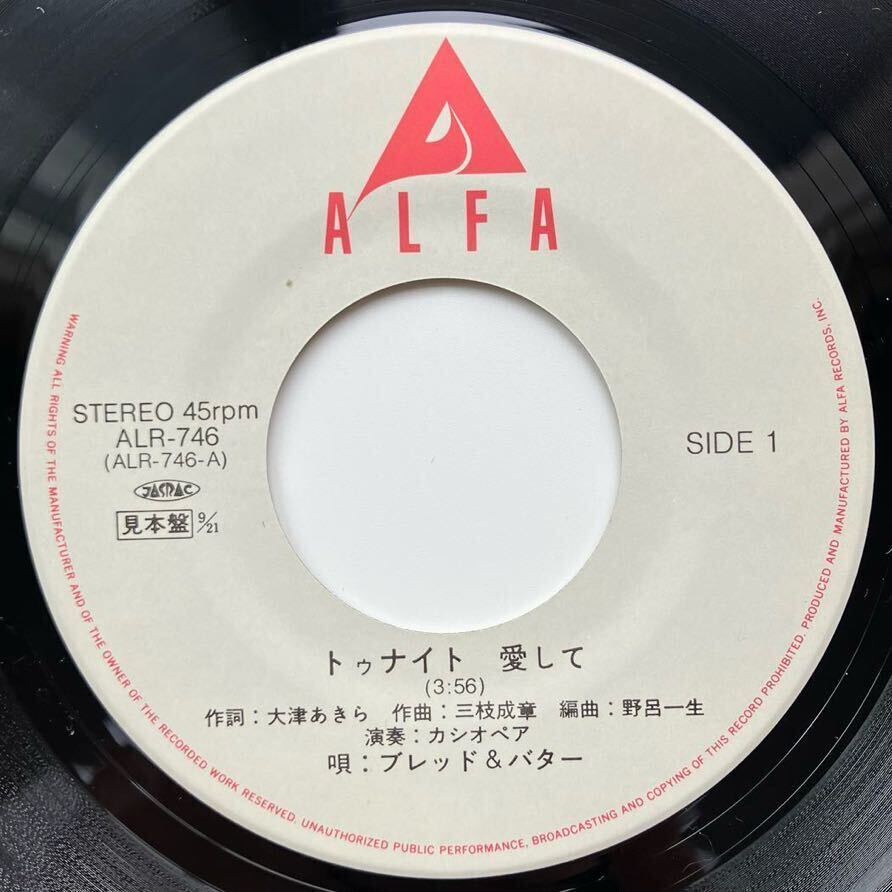 ALFA
STEREO 45rpm
ALR-746
(ALR-746-A)
JASRAC
見本盤 9/21
SIDE 1
トゥナイト 愛して
(3:56)
作詞：大津あきら 作曲：三枝成章 編曲：野呂一生
演奏：カシオペア
唄：ブレッド＆バター
WARNING ALL RIGHTS OF THE MANUFACTURER AND OF THE OWNER OF THE RECORDED WORK RESERVED. UNAUTHORIZED PUBLIC PERFORMANCE, BROADCASTING AND COPYING OF THIS RECORD PROHIBITED. PRODUCED AND MANUFACTURED BY ALFA RECORDS, INC.